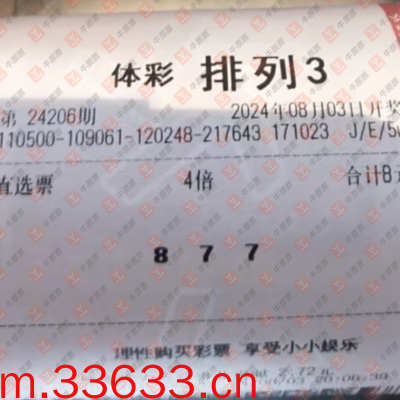 体彩 排列3
第 24206期 2024年08月03日开奖
110500-109061-120248-217643 171023 J/E/5
直选票 4倍 合计8
8 7 7
理性购买彩票 享受小小娱乐
m.33633.cn